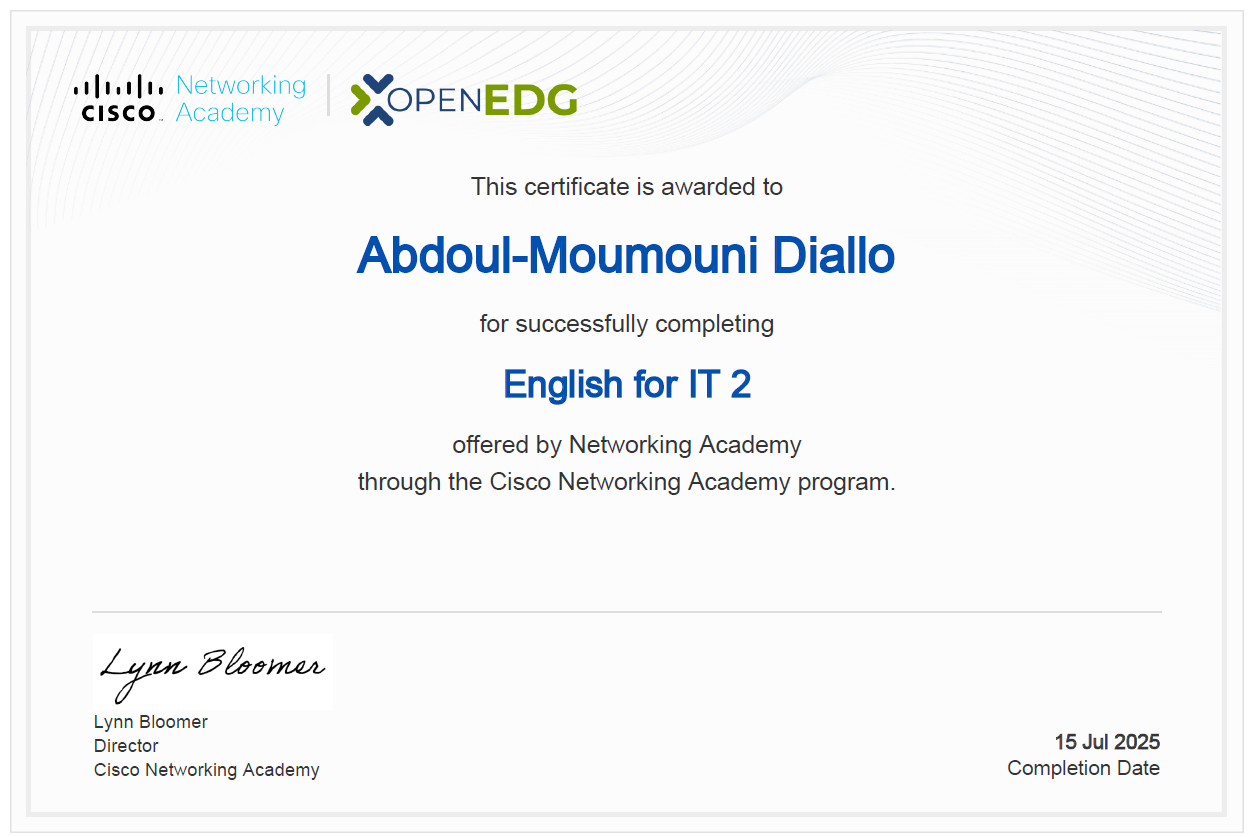 CISCO Networking Academy
OPENEDG
This certificate is awarded to
Abdoul-Moumouni Diallo
for successfully completing
English for IT 2
offered by Networking Academy
through the Cisco Networking Academy program.
Lynn Bloomer
Lynn Bloomer
Director
Cisco Networking Academy
15 Jul 2025
Completion Date